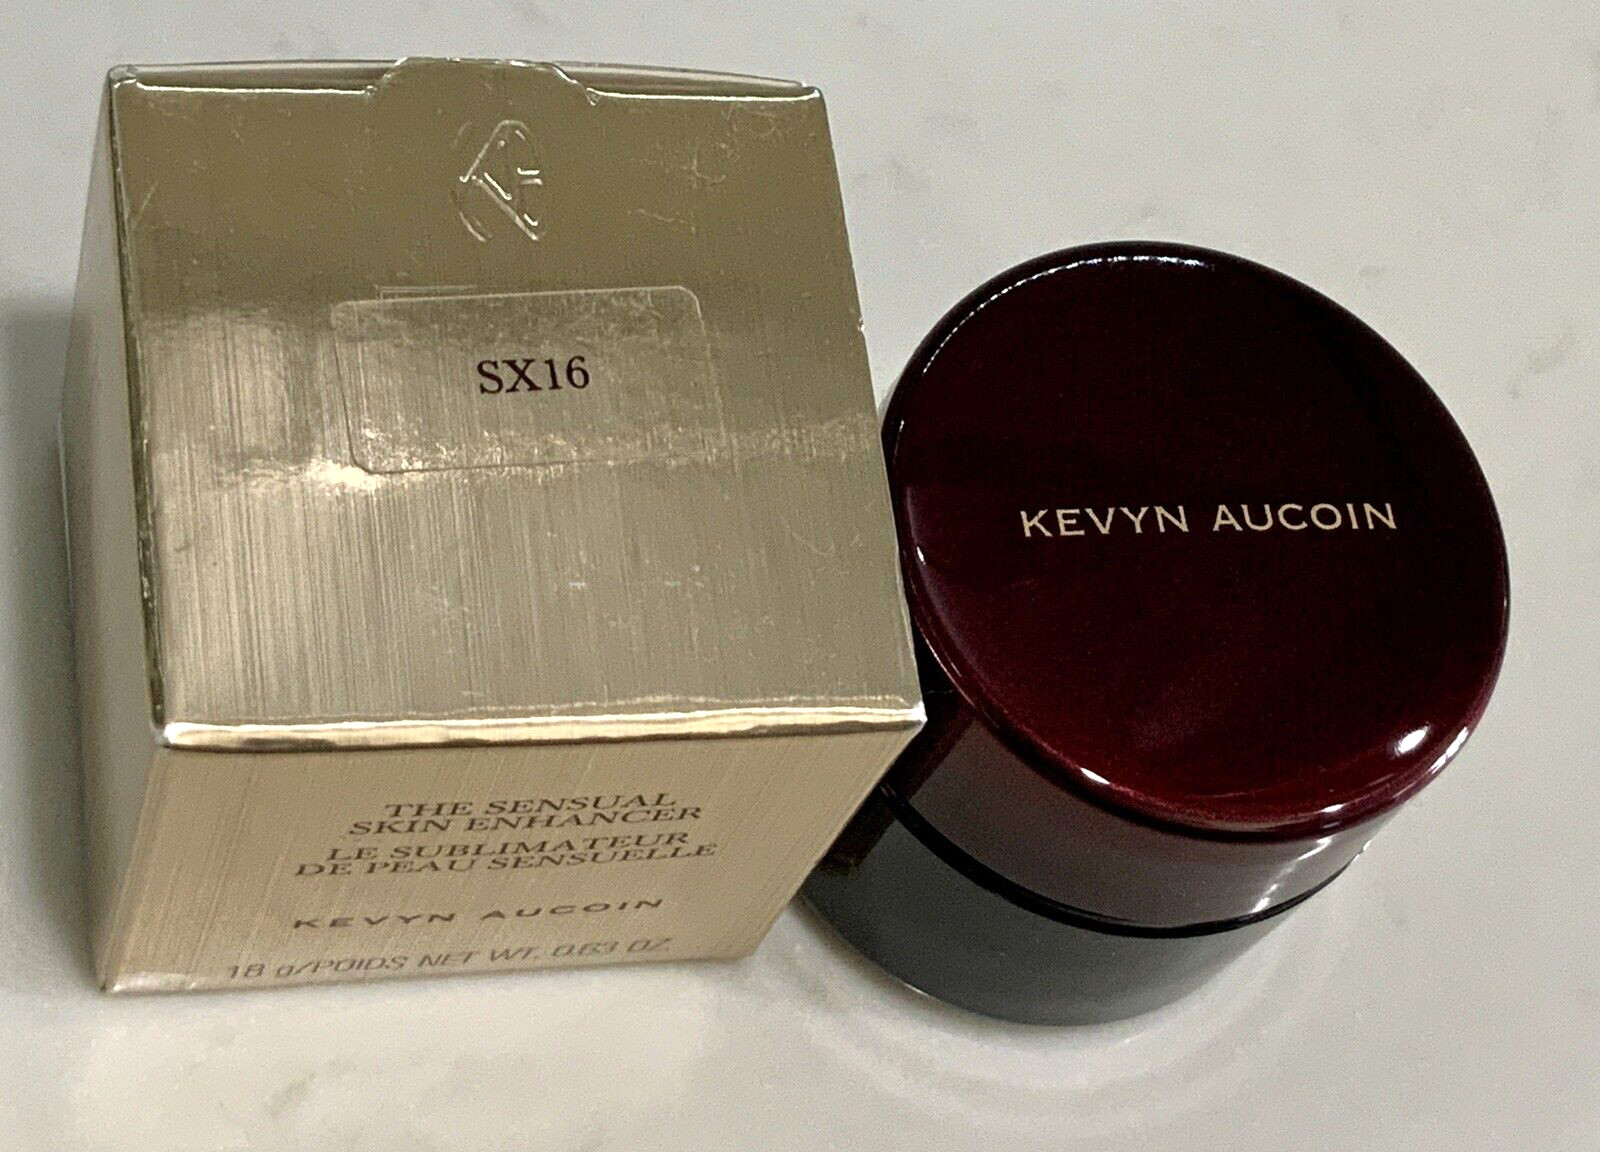 SX16
THE SENSUAL
SKIN ENHANCER
LE SUBLIMATEUR
DE PEAU SENSUELLE
KEVYN AUCOIN
18 g/POIDS NET WT. 0.63 OZ.
KEVYN AUCOIN